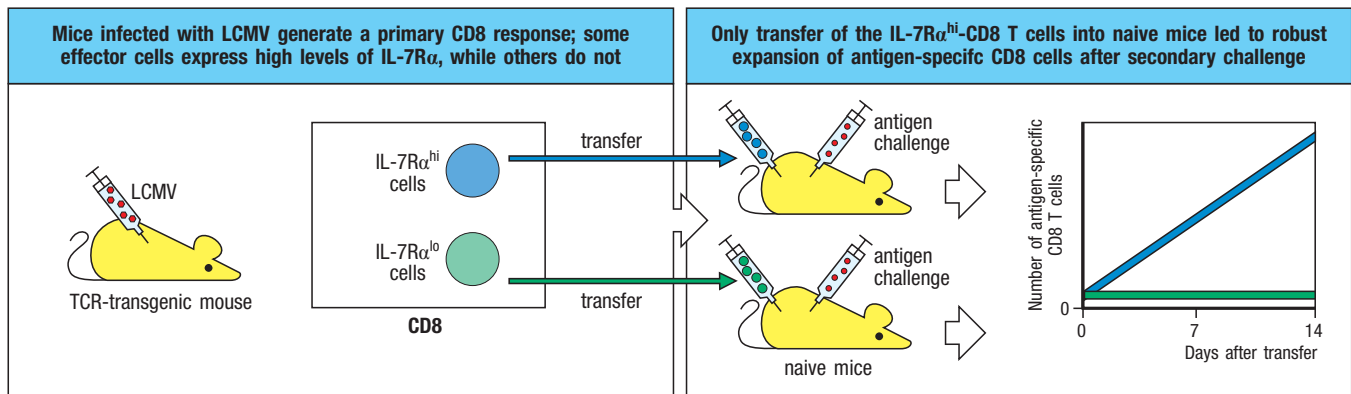 Mice infected with LCMV generate a primary CD8 response; some
effector cells express high levels of IL-7Rα, while others do not
Only transfer of the IL-7Rαʰⁱ-CD8 T cells into naive mice led to robust
expansion of antigen-specifc CD8 cells after secondary challenge
LCMV
TCR-transgenic mouse
IL-7Rαʰⁱ
cells
IL-7Rαˡᵒ
cells
CD8
transfer
transfer
antigen
challenge
antigen
challenge
naive mice
Number of antigen-specific
CD8 T cells
0
0
7
14
Days after transfer